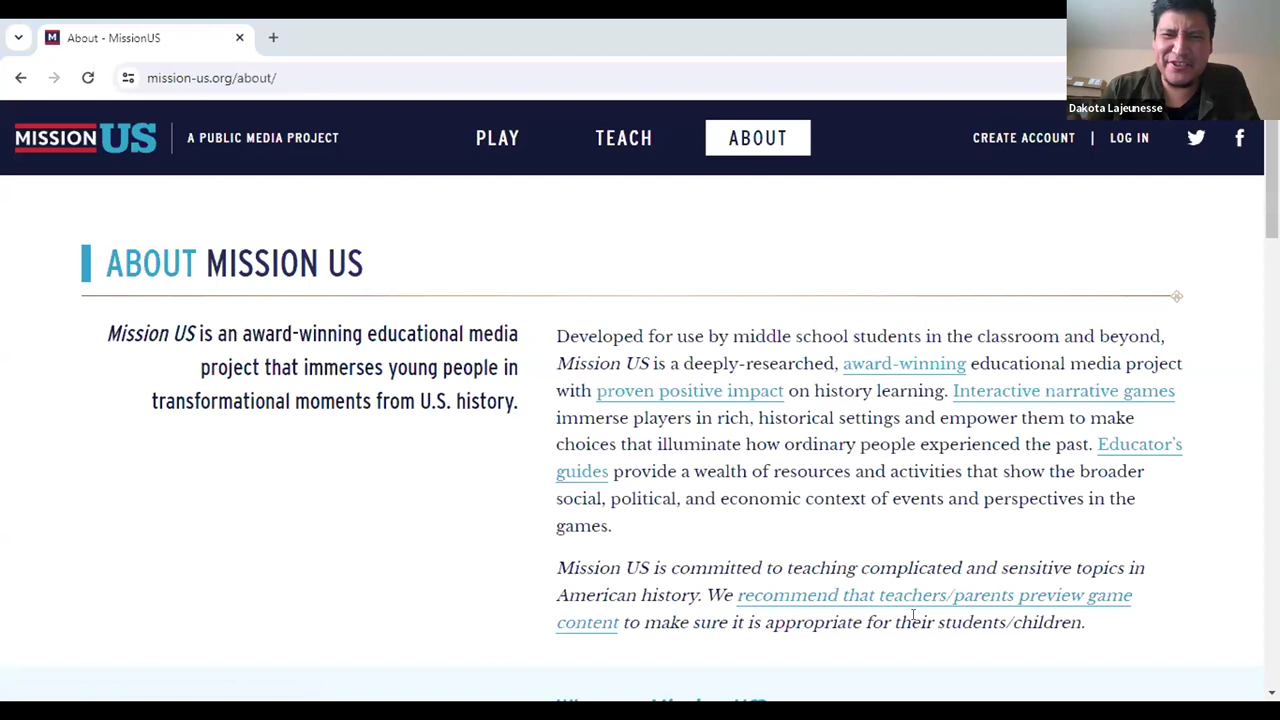 About - MissionUS
mission-us.org/about/
Dakota Lajeunesse
MISSION US
A PUBLIC MEDIA PROJECT
PLAY
TEACH
ABOUT
CREATE ACCOUNT | LOG IN
ABOUT MISSION US
Mission US is an award-winning educational media
project that immerses young people in
transformational moments from U.S. history.
Developed for use by middle school students in the classroom and beyond,
Mission US is a deeply-researched, award-winning educational media project
with proven positive impact on history learning. Interactive narrative games
immerse players in rich, historical settings and empower them to make
choices that illuminate how ordinary people experienced the past. Educator's
guides provide a wealth of resources and activities that show the broader
social, political, and economic context of events and perspectives in the
games.
Mission US is committed to teaching complicated and sensitive topics in
American history. We recommend that teachers/parents preview game
content to make sure it is appropriate for their students/children.